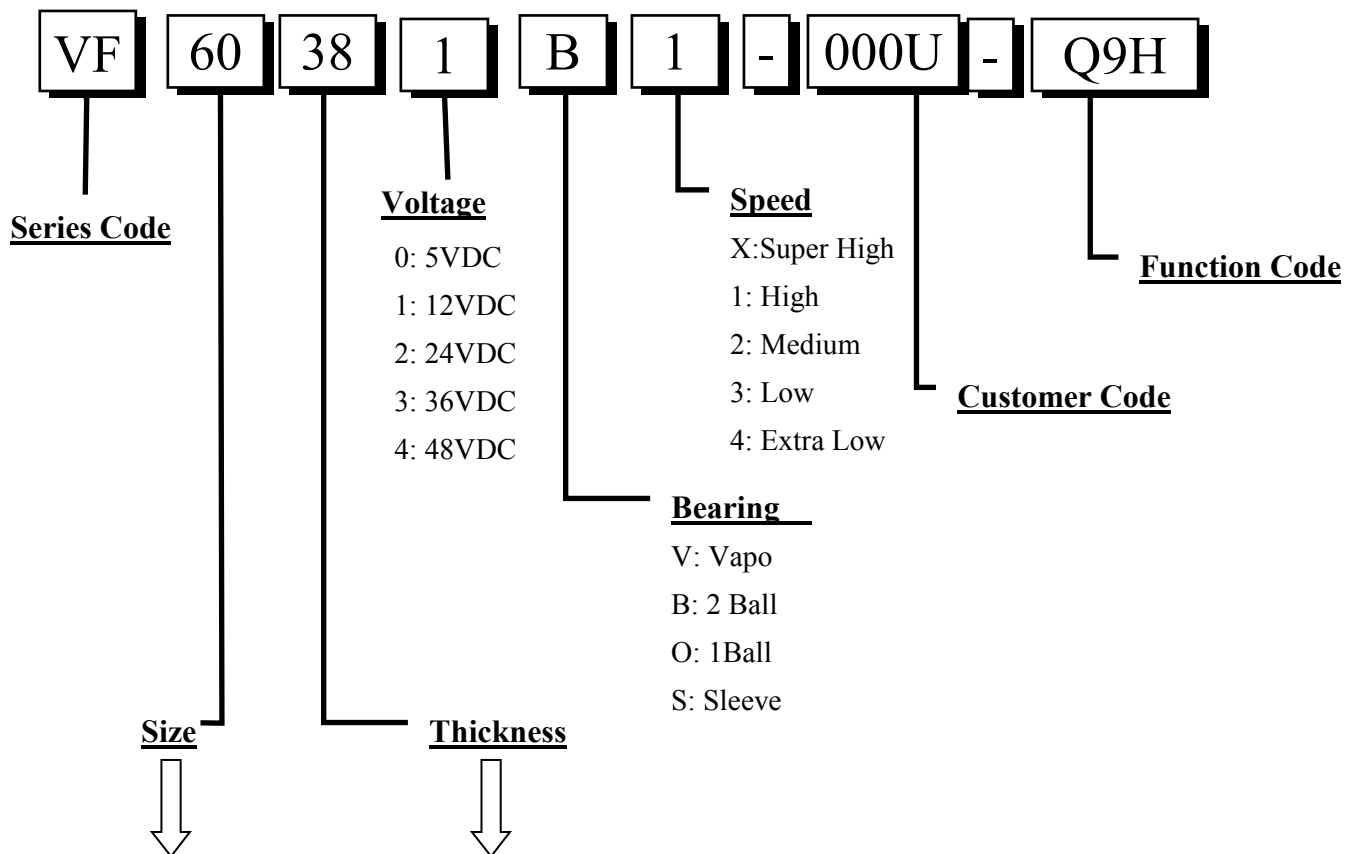 VF 60 38 1 B 1 - 000U - Q9H
Series Code
Voltage
0: 5VDC
1: 12VDC
2: 24VDC
3: 36VDC
4: 48VDC
Speed
X:Super High
1: High
2: Medium
3: Low
4: Extra Low
Function Code
Customer Code
Bearing
V: Vapo
B: 2 Ball
O: 1Ball
S: Sleeve
Size
Thickness